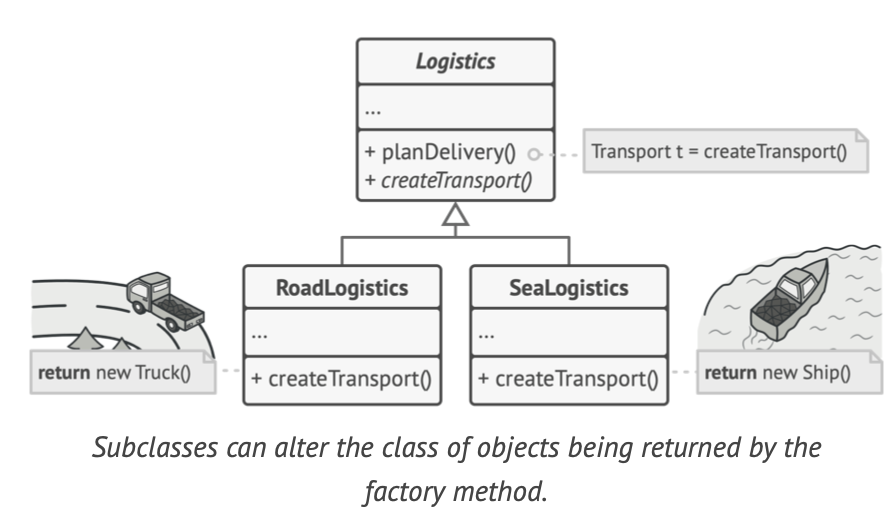 Logistics
...
+ planDelivery()
Transport t = createTransport()
+ createTransport()
RoadLogistics
...
+ createTransport()
return new Truck()
SeaLogistics
...
+ createTransport()
return new Ship()
Subclasses can alter the class of objects being returned by the
factory method.